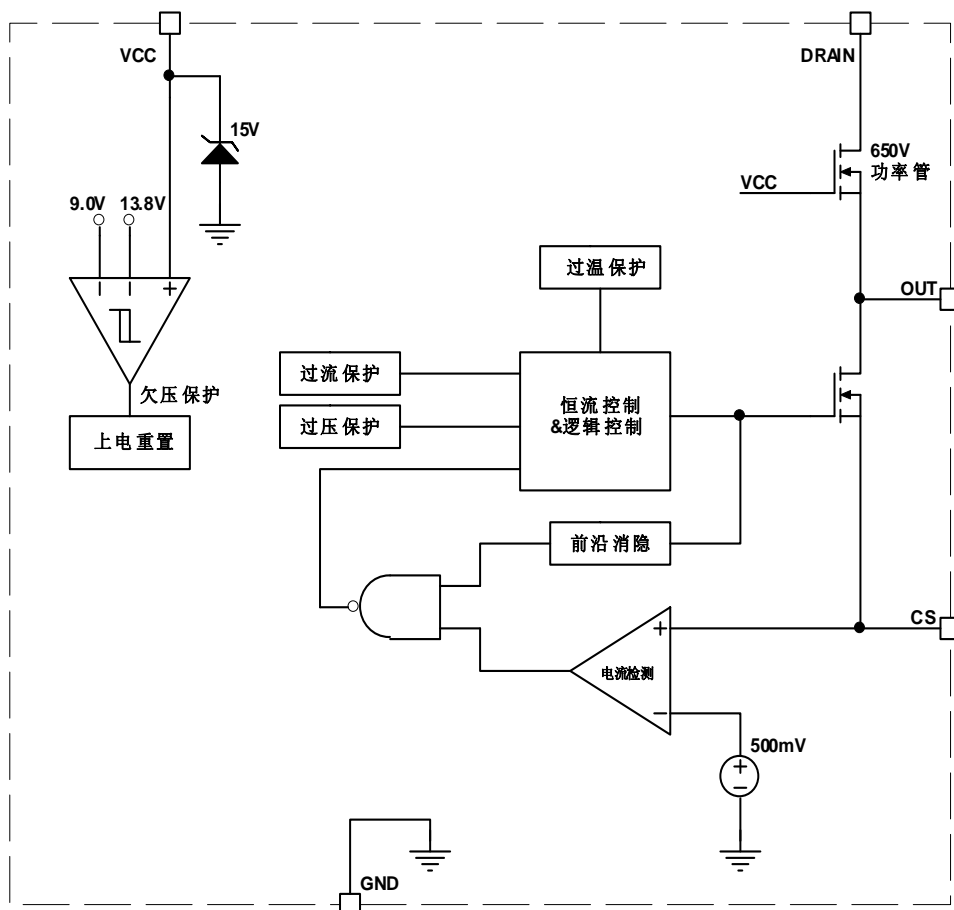 VCC
DRAIN
15V
650V
功率管
VCC
9.0V
13.8V
过温保护
OUT
+
过流保护
恒流控制
&逻辑控制
欠压保护
过压保护
上电重置
前沿消隐
CS
+
电流检测
500mV
+
GND